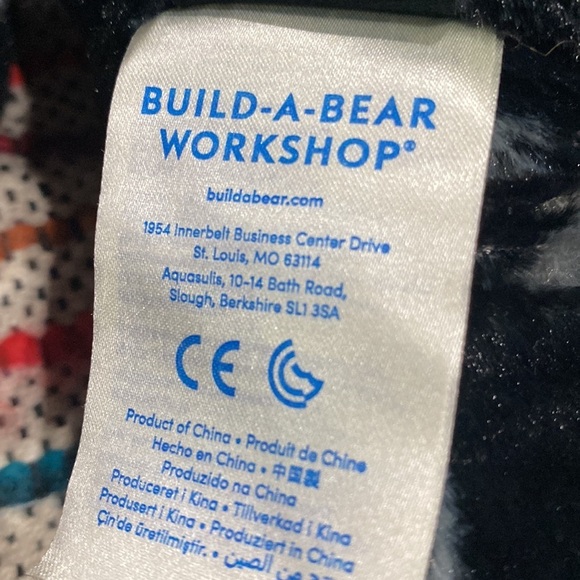 BUILD-A-BEAR
WORKSHOP®
buildabear.com
1954 Innerbelt Business Center Drive
St. Louis, MO 63114
Aquasulis, 10-14 Bath Road,
Slough, Berkshire SL1 3SA
CE
Product of China • Produit de Chine
Hecho en China • 中国製
Produzido na China
Produceret i Kina • Tillverkad i Kina
Produsert i Kina • Produziert in China
Çin'de üretilmiştir. • من الصين